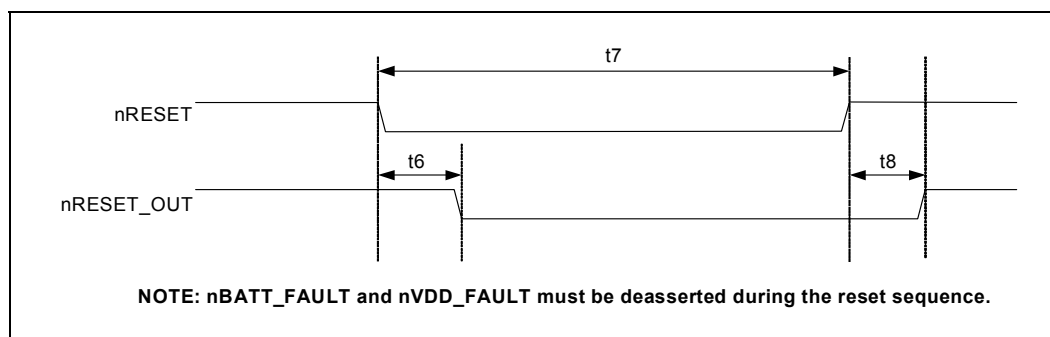 t7
nRESET
t6
t8
nRESET_OUT
NOTE: nBATT_FAULT and nVDD_FAULT must be deasserted during the reset sequence.